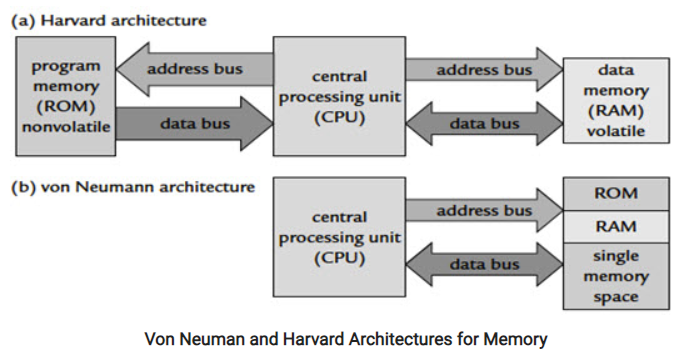 (a) Harvard architecture
program
memory
(ROM)
nonvolatile
address bus
data bus
central
processing unit
(CPU)
address bus
data bus
data
memory
(RAM)
volatile
(b) von Neumann architecture
central
processing unit
(CPU)
address bus
data bus
ROM
RAM
single
memory
space
Von Neuman and Harvard Architectures for Memory